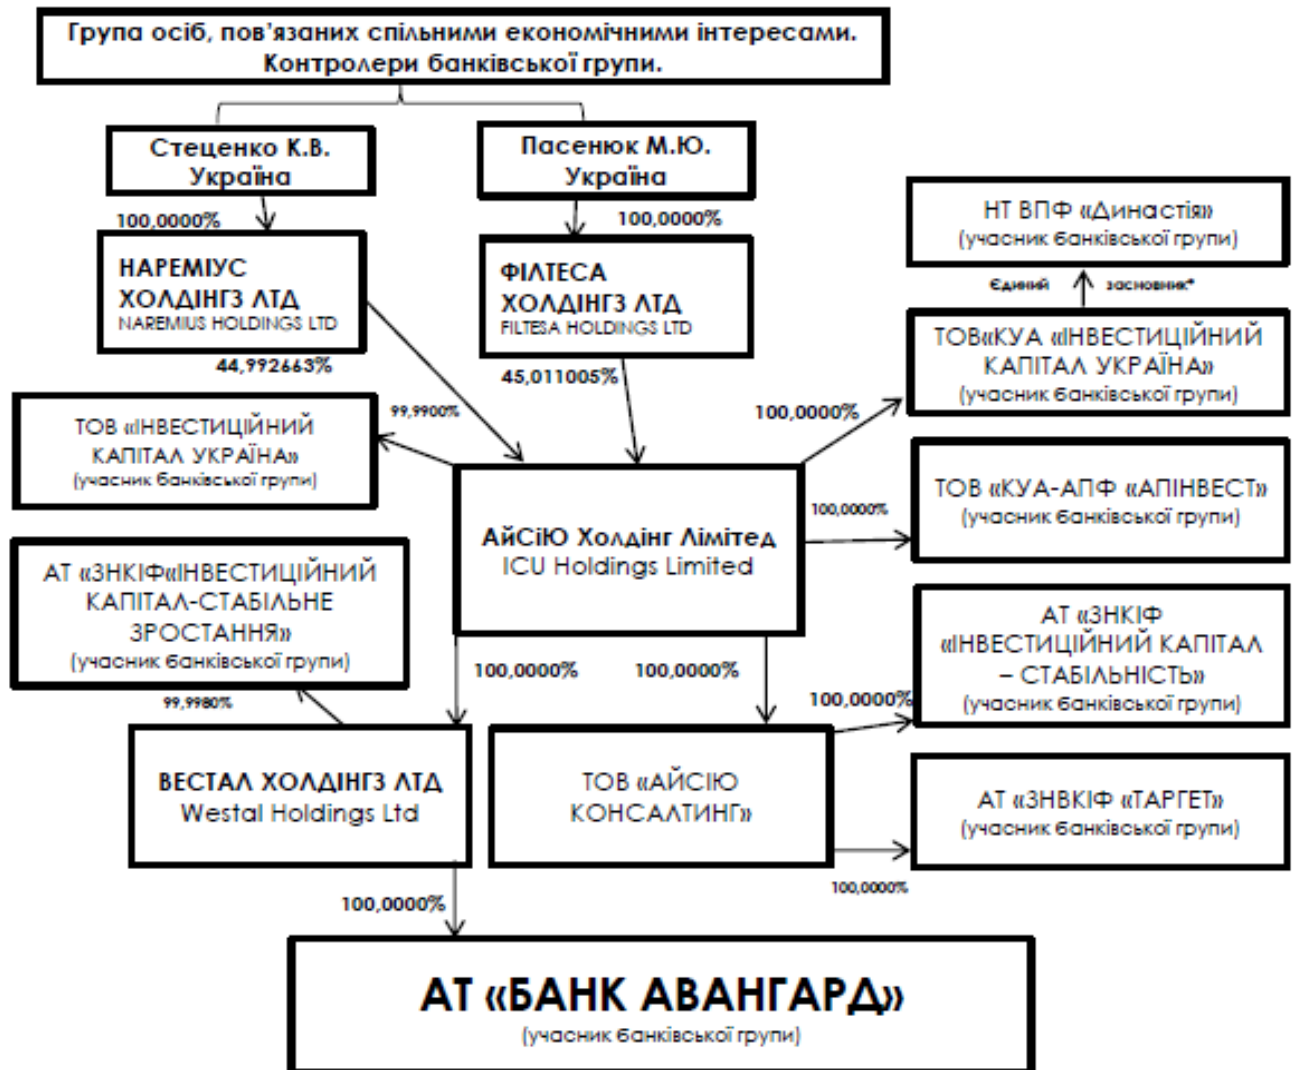 Група осіб, пов'язаних спільними економічними інтересами.
Контролери банківської групи.
Стеценко К.В.
Україна
Пасенюк М.Ю.
Україна
100,0000%
100,0000%
НАРЕМІУС
ХОЛДІНГЗ ЛТД
NAREMIUS HOLDINGS LTD
ФІЛТЕСА
ХОЛДІНГЗ ЛТД
FILTESA HOLDINGS LTD
НТ ВПФ «Династія»
(учасник банківської групи)
Єдиний засновник*
ТОВ«КУА «ІНВЕСТИЦІЙНИЙ
КАПІТАЛ УКРАЇНА»
(учасник банківської групи)
44,992663%
45,011005%
99,9900%
100,0000%
ТОВ «ІНВЕСТИЦІЙНИЙ
КАПІТАЛ УКРАЇНА»
(учасник банківської групи)
АйСіЮ Холдінг Лімітед
ICU Holdings Limited
100,0000%
ТОВ «КУА-АПФ «АПІНВЕСТ»
(учасник банківської групи)
АТ «ЗНКІФ«ІНВЕСТИЦІЙНИЙ
КАПІТАЛ-СТАБІЛЬНЕ
ЗРОСТАННЯ»
(учасник банківської групи)
АТ «ЗНКІФ
«ІНВЕСТИЦІЙНИЙ КАПІТАЛ
– СТАБІЛЬНІСТЬ»
(учасник банківської групи)
100,0000%
100,0000%
99,9980%
100,0000%
ВЕСТАЛ ХОЛДІНГЗ ЛТД
Westal Holdings Ltd
ТОВ «АЙСІЮ
КОНСАЛТИНГ»
АТ «ЗНВКІФ «ТАРГЕТ»
(учасник банківської групи)
100,0000%
100,0000%
АТ «БАНК АВАНГАРД»
(учасник банківської групи)